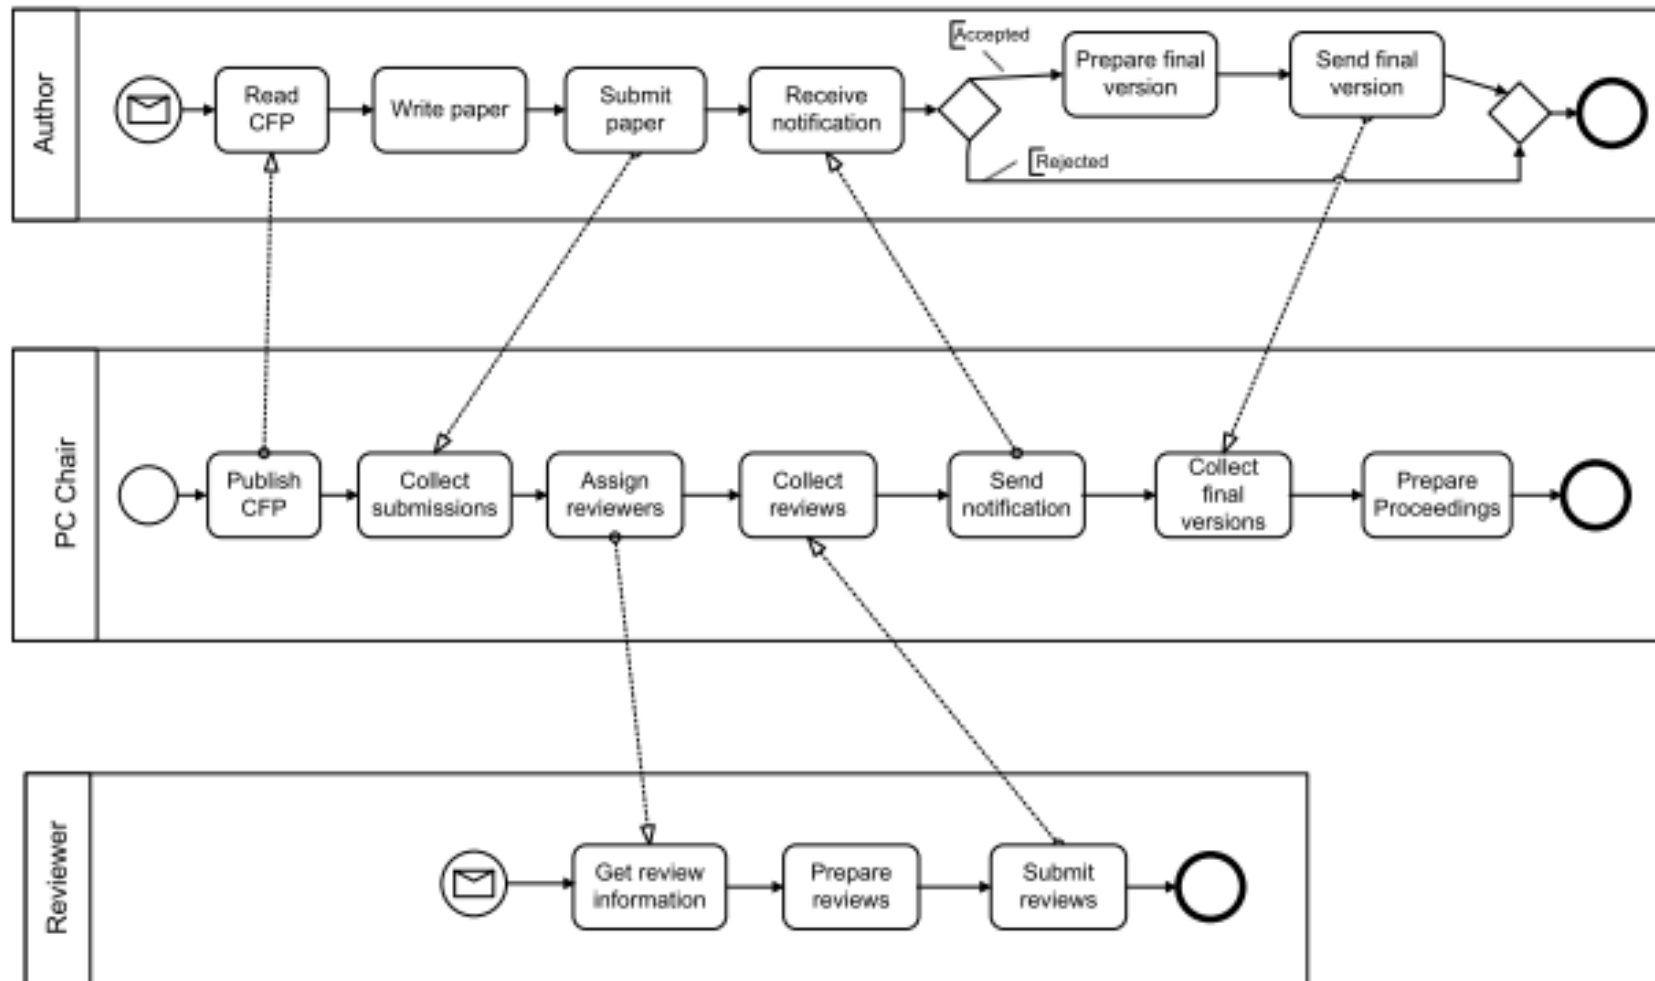 Author
Read
CFP
Write paper
Submit
paper
Receive
notification
Accepted
Rejected
Prepare final
version
Send final
version
PC Chair
Publish
CFP
Collect
submissions
Assign
reviewers
Collect
reviews
Send
notification
Collect
final
versions
Prepare
Proceedings
Reviewer
Get review
information
Prepare
reviews
Submit
reviews